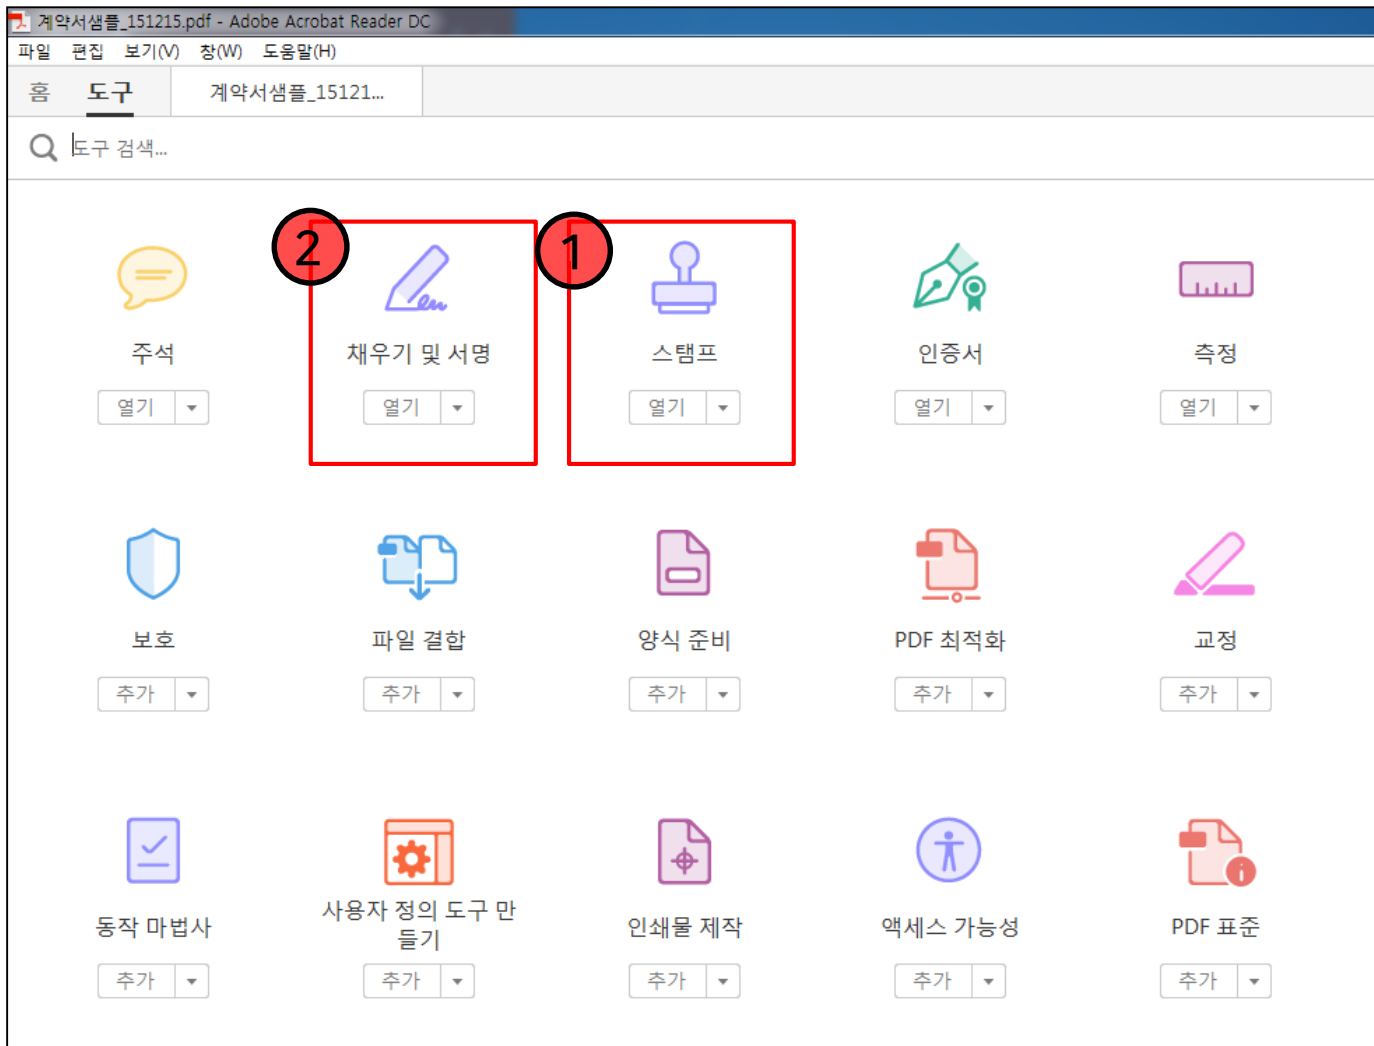 계약서샘플_151215.pdf - Adobe Acrobat Reader DC
파일 편집 보기(V) 창(W) 도움말(H)
홈 도구 계약서샘플_15121...
도구 검색...
2 1
주석 채우기 및 서명 스탬프 인증서 측정
열기 열기 열기 열기 열기
보호 파일 결합 양식 준비 PDF 최적화 교정
추가 추가 추가 추가 추가
동작 마법사 사용자 정의 도구 만 인쇄물 제작 액세스 가능성 PDF 표준
들기
추가 추가 추가 추가 추가